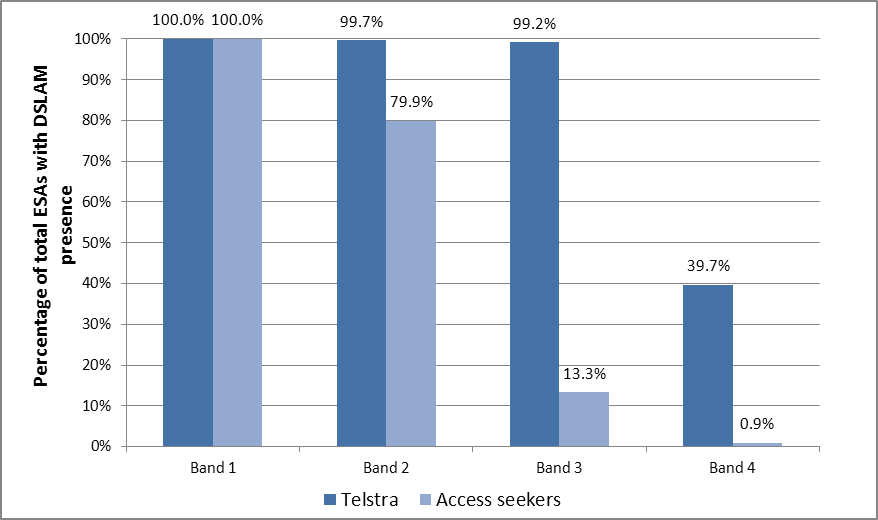 100.0% 100.0%
99.7%
79.9%
99.2%
13.3%
39.7%
0.9%
100%
90%
80%
70%
60%
50%
40%
30%
20%
10%
0%
Percentage of total ESAs with DSLAM
presence
Band 1
Band 2
Band 3
Band 4
Telstra
Access seekers